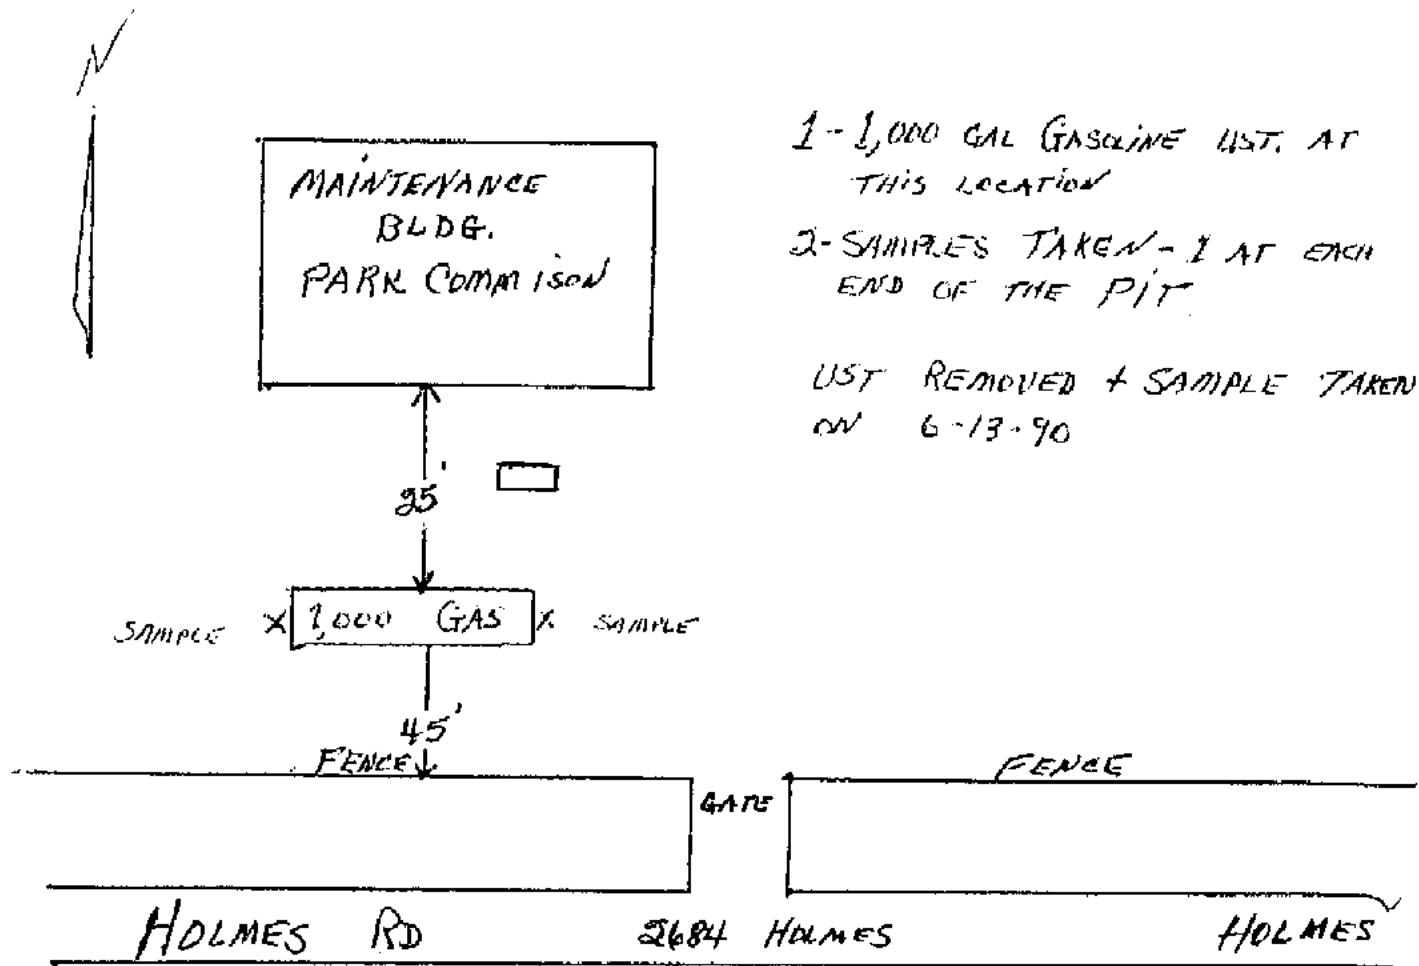 N
1-1,000 GAL GASOLINE UST. AT
THIS LOCATION
MAINTENANCE
BLDG.
PARK COMMISON
2-SAMPLES TAKEN - 1 AT EACH
END OF THE PIT
UST REMOVED + SAMPLE TAKEN
ON 6-13-90
25'
SAMPLE X 1,000 GAS X SAMPLE
45'
FENCE
FENCE
GATE
HOLMES RD 2684 HOLMES HOLMES